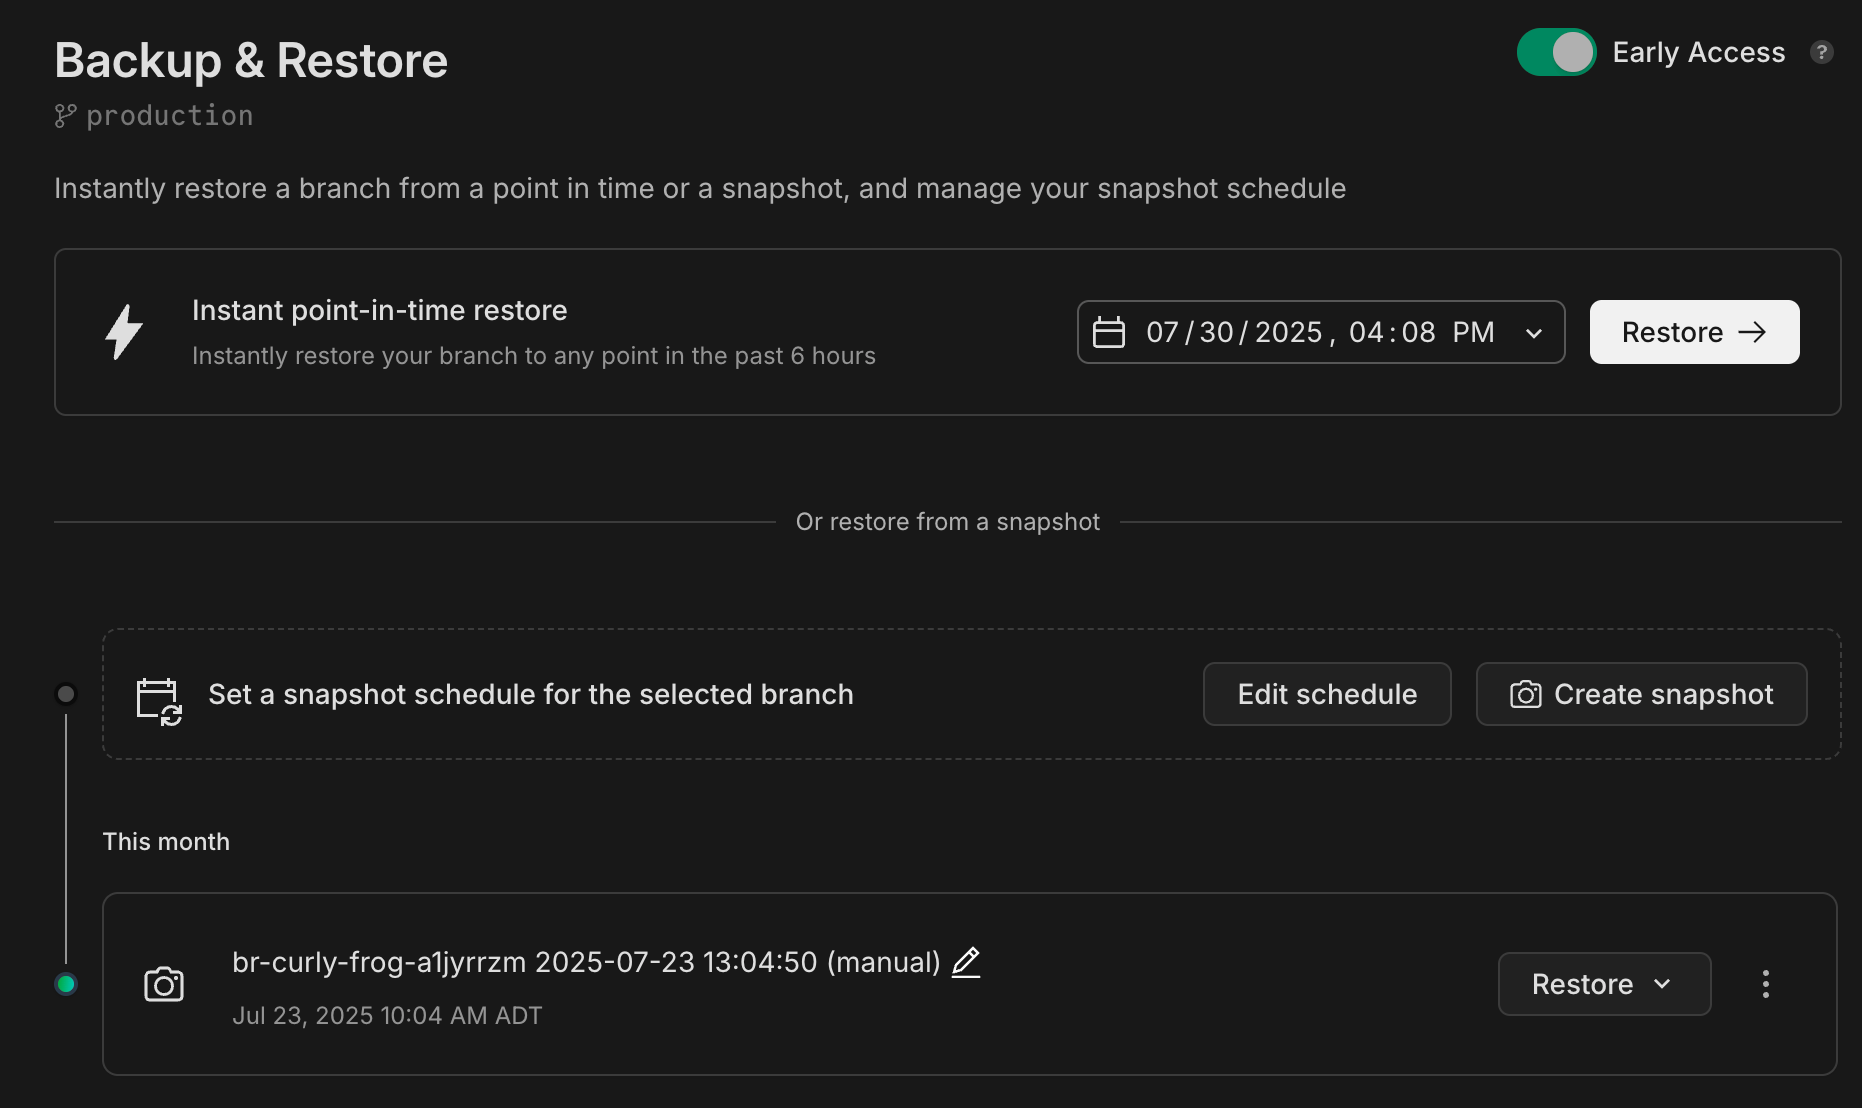 Backup & Restore
Early Access ?
production
Instantly restore a branch from a point in time or a snapshot, and manage your snapshot schedule
Instant point-in-time restore
Instantly restore your branch to any point in the past 6 hours
07/30/2025, 04:08 PM
Restore →
Or restore from a snapshot
Set a snapshot schedule for the selected branch
Edit schedule
Create snapshot
This month
br-curly-frog-a1jyrrzm 2025-07-23 13:04:50 (manual)
Jul 23, 2025 10:04 AM ADT
Restore